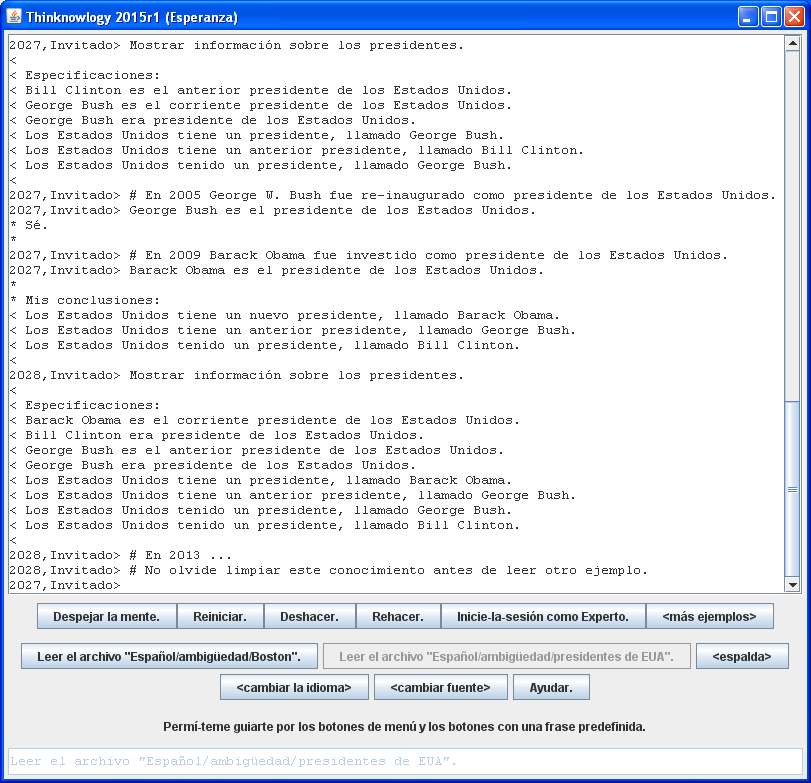 Thinknowlogy 2015r1 (Esperanza)
2027,Invitado> Mostrar información sobre los presidentes.
<
< Especificaciones:
< Bill Clinton es el anterior presidente de los Estados Unidos.
< George Bush es el corriente presidente de los Estados Unidos.
< George Bush era presidente de los Estados Unidos.
< Los Estados Unidos tiene un presidente, llamado George Bush.
< Los Estados Unidos tiene un anterior presidente, llamado Bill Clinton.
< Los Estados Unidos tenido un presidente, llamado George Bush.
<
2027,Invitado> # En 2005 George W. Bush fue re-inaugurado como presidente de los Estados Unidos.
2027,Invitado> George Bush es el presidente de los Estados Unidos.
* Sé.
*
2027,Invitado> # En 2009 Barack Obama fue investido como presidente de los Estados Unidos.
2027,Invitado> Barack Obama es el presidente de los Estados Unidos.
*
* Mis conclusiones:
< Los Estados Unidos tiene un nuevo presidente, llamado Barack Obama.
< Los Estados Unidos tiene un anterior presidente, llamado George Bush.
< Los Estados Unidos tenido un presidente, llamado Bill Clinton.
<
2028,Invitado> Mostrar información sobre los presidentes.
<
< Especificaciones:
< Barack Obama es el corriente presidente de los Estados Unidos.
< Bill Clinton era presidente de los Estados Unidos.
< George Bush es el anterior presidente de los Estados Unidos.
< George Bush era presidente de los Estados Unidos.
< Los Estados Unidos tiene un presidente, llamado Barack Obama.
< Los Estados Unidos tiene un anterior presidente, llamado George Bush.
< Los Estados Unidos tenido un presidente, llamado George Bush.
< Los Estados Unidos tenido un presidente, llamado Bill Clinton.
<
2028,Invitado> # En 2013 ...
2028,Invitado> # No olvide limpiar este conocimiento antes de leer otro ejemplo.
2027,Invitado>
Despejar la mente. Reiniciar. Deshacer. Rehacer. Inicie-la-sesión como Experto. <más ejemplos>
Leer el archivo "Español/ambigüedad/Boston". Leer el archivo "Español/ambigüedad/presidentes de EUA". <espalda>
<cambiar la idioma> <cambiar fuente> Ayudar.
Permí-teme guiarte por los botones de menú y los botones con una frase predefinida.
Leer el archivo "Español/ambigüedad/presidentes de EUA".